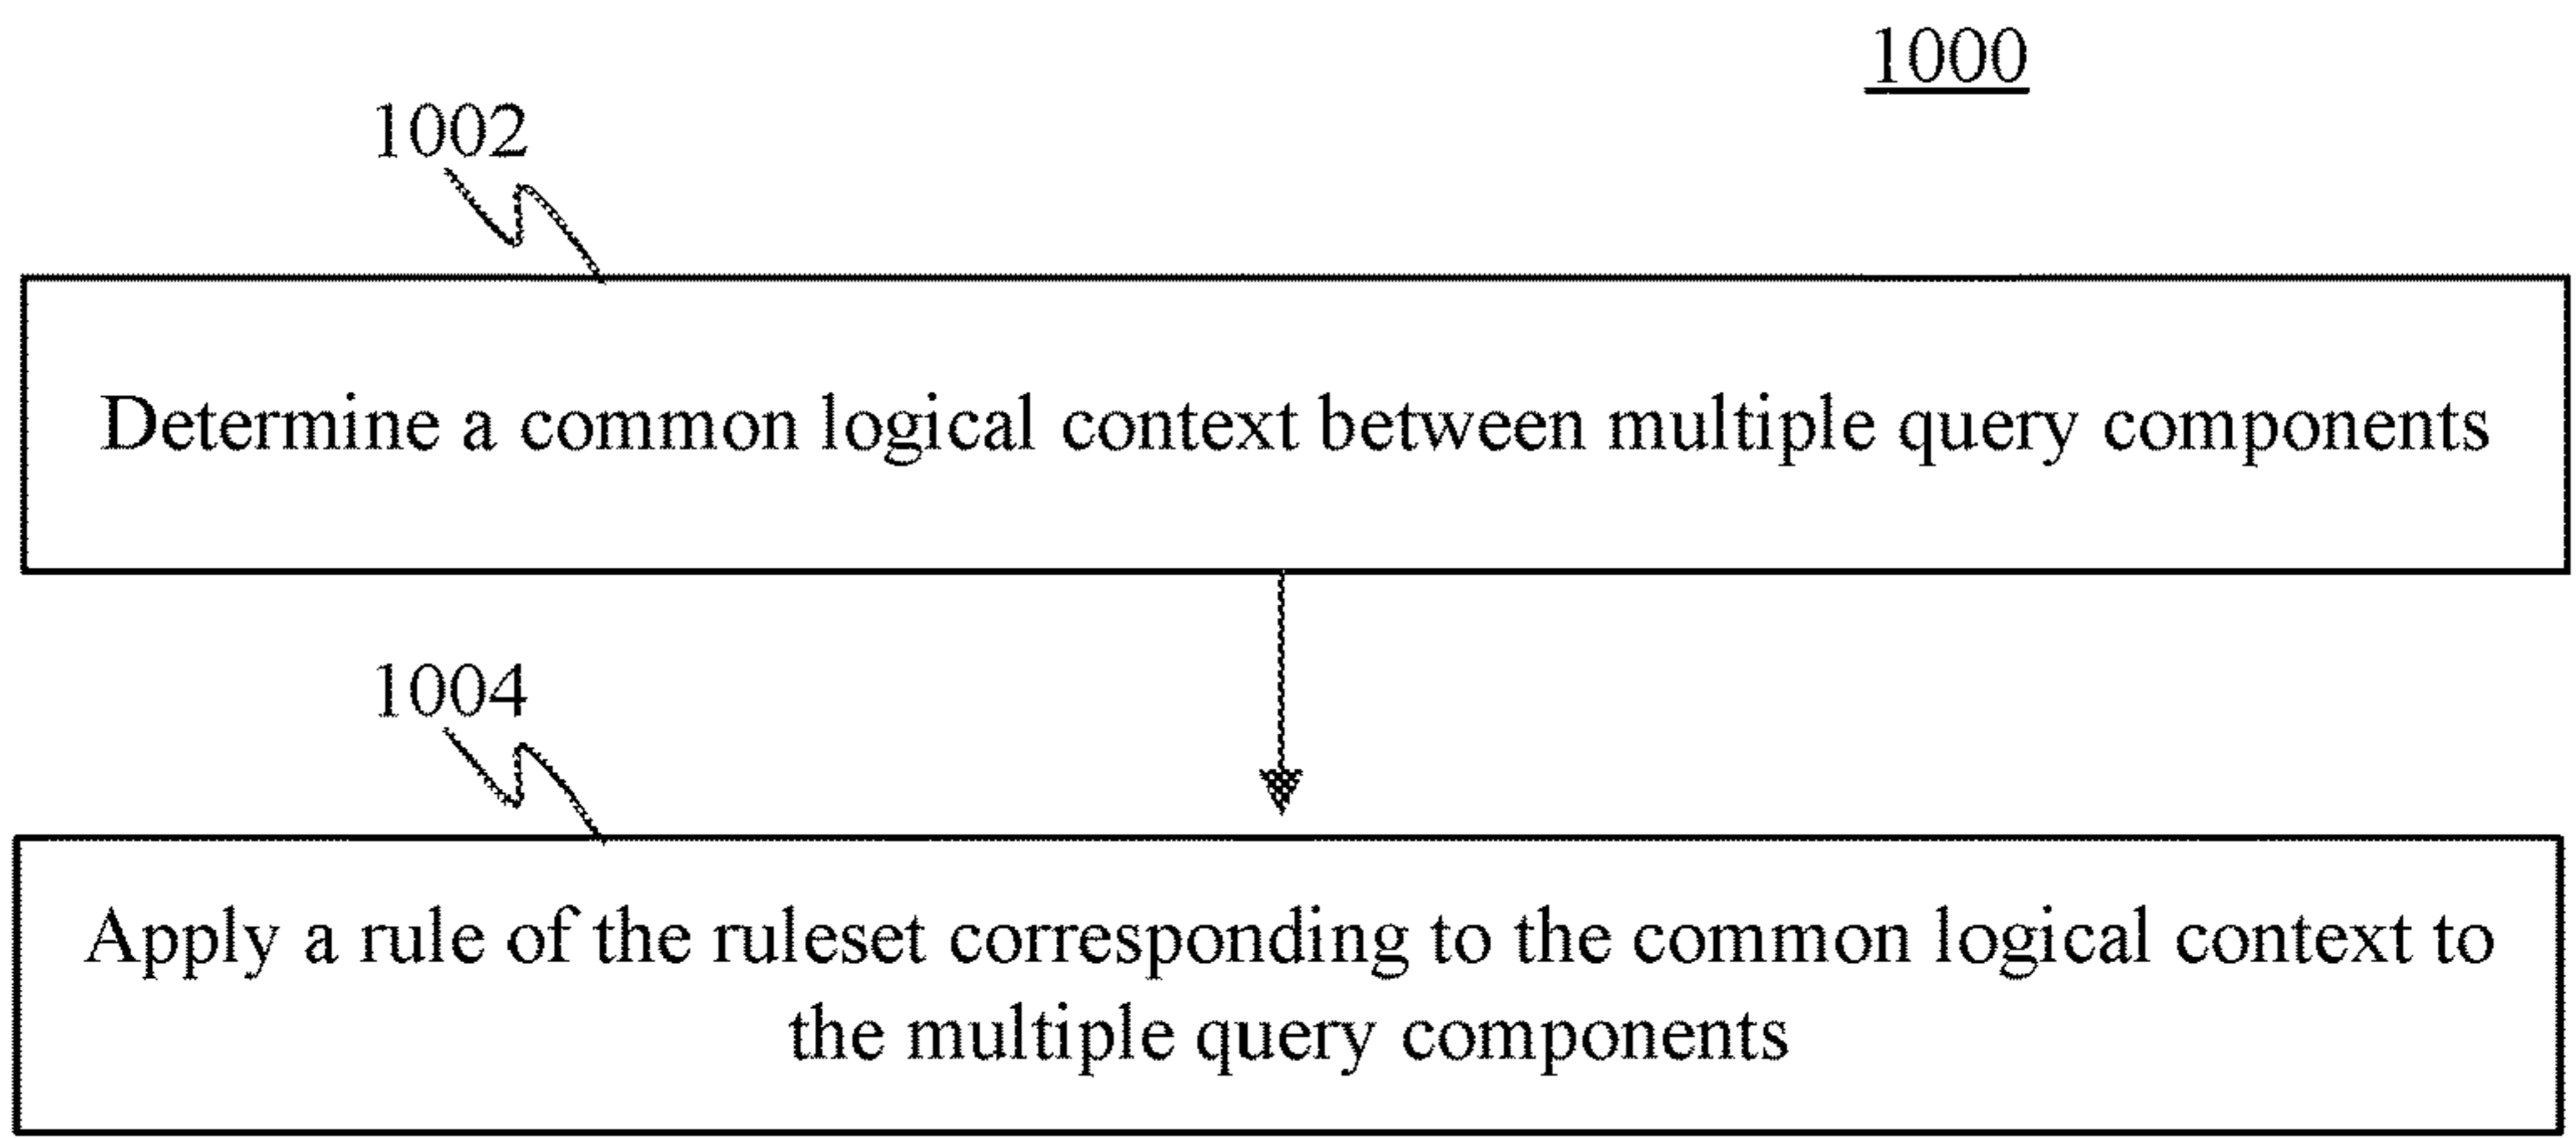 1000
1002
Determine a common logical context between multiple query components
1004
Apply a rule of the ruleset corresponding to the common logical context to
the multiple query components